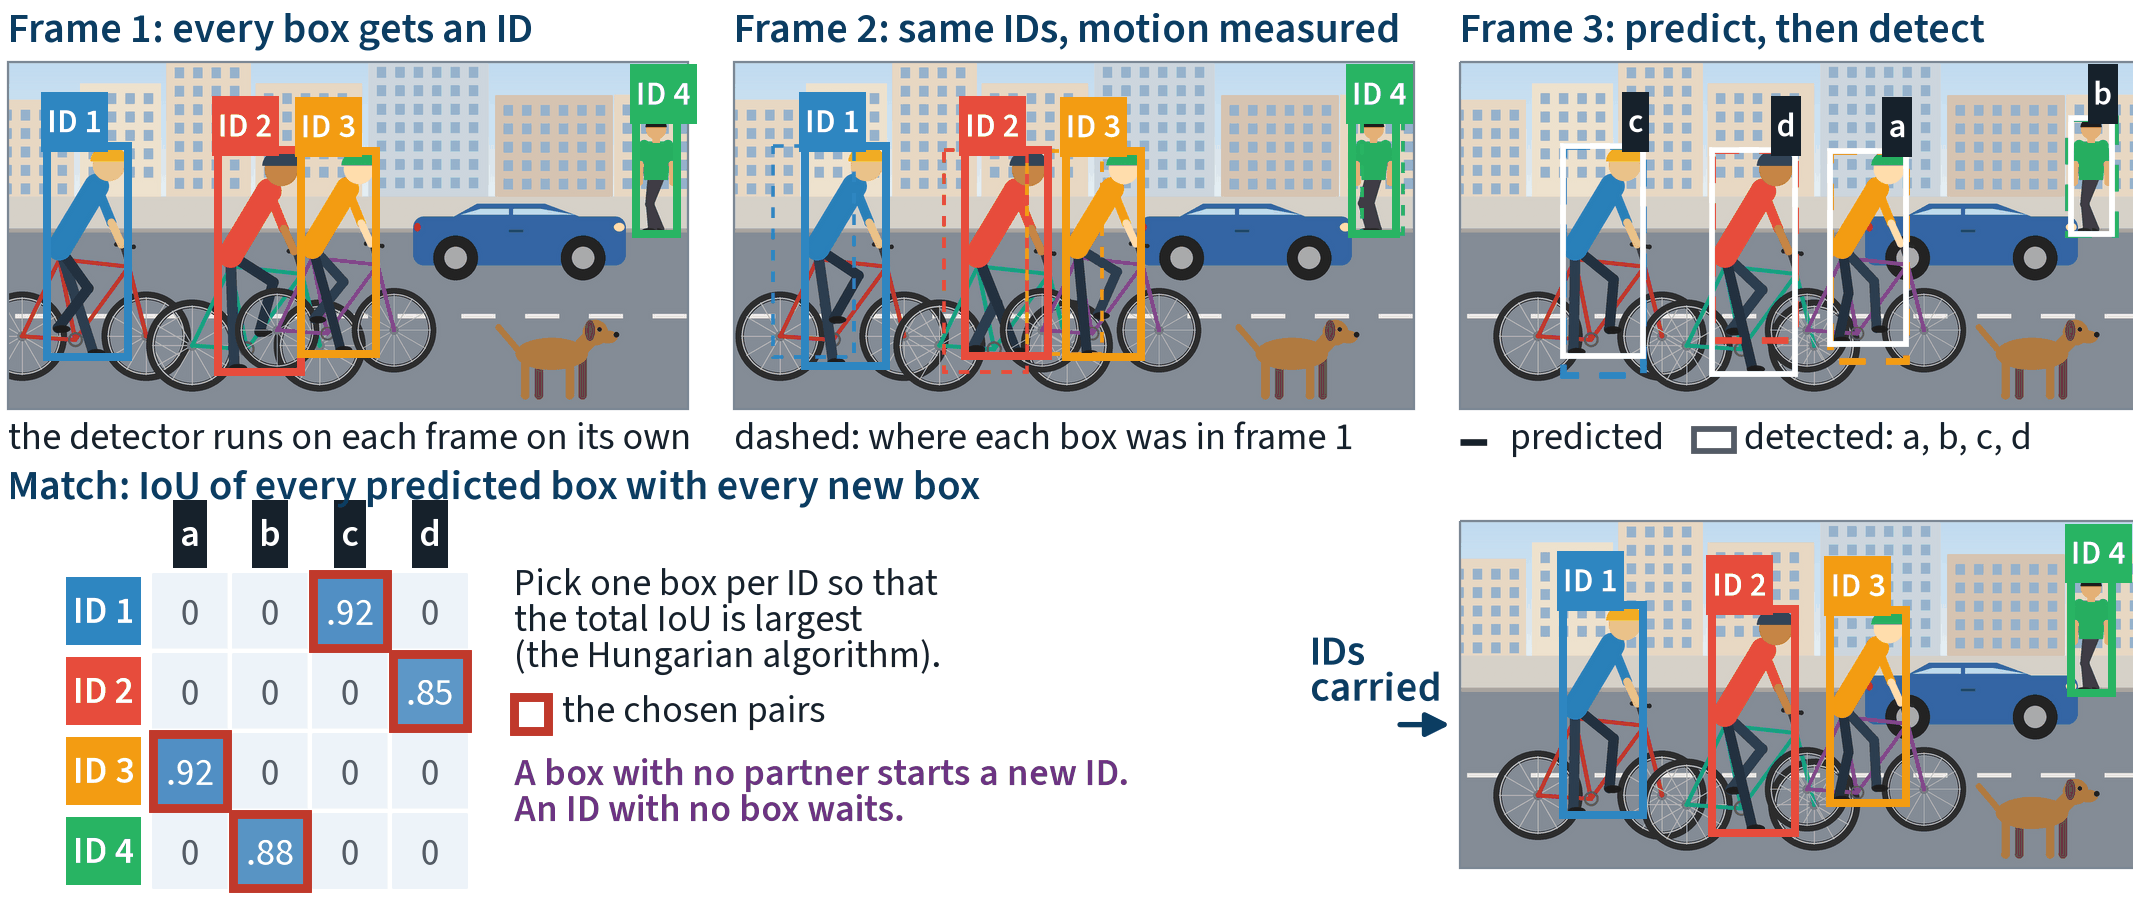 Frame 1: every box gets an ID
ID 1
ID 2
ID 3
ID 4
the detector runs on each frame on its own
Frame 2: same IDs, motion measured
ID 1
ID 2
ID 3
ID 4
dashed: where each box was in frame 1
Frame 3: predict, then detect
c
d
a
b
predicted
detected: a, b, c, d
Match: IoU of every predicted box with every new box
a b c d
ID 1 0 0 .92 0
ID 2 0 0 0 .85
ID 3 .92 0 0 0
ID 4 0 .88 0 0
Pick one box per ID so that
the total IoU is largest
(the Hungarian algorithm).
the chosen pairs
A box with no partner starts a new ID.
An ID with no box waits.
IDs
carried
ID 1
ID 2
ID 3
ID 4